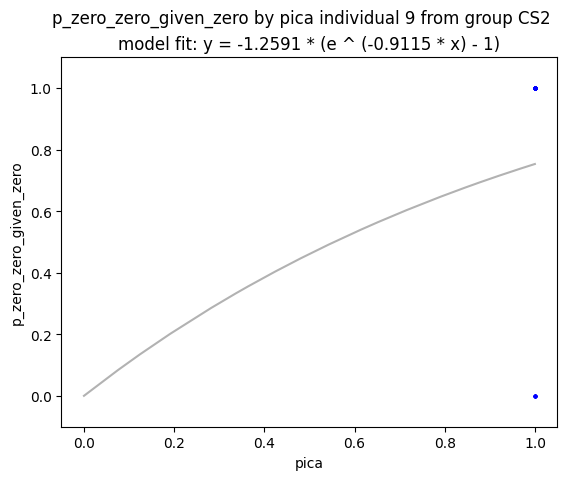 p_zero_zero_given_zero by pica individual 9 from group CS2
model fit: y = -1.2591 * (e ^ (-0.9115 * x) - 1)
1.0
0.8
0.6
0.4
0.2
0.0
p_zero_zero_given_zero
0.0 0.2 0.4 0.6 0.8 1.0
pica